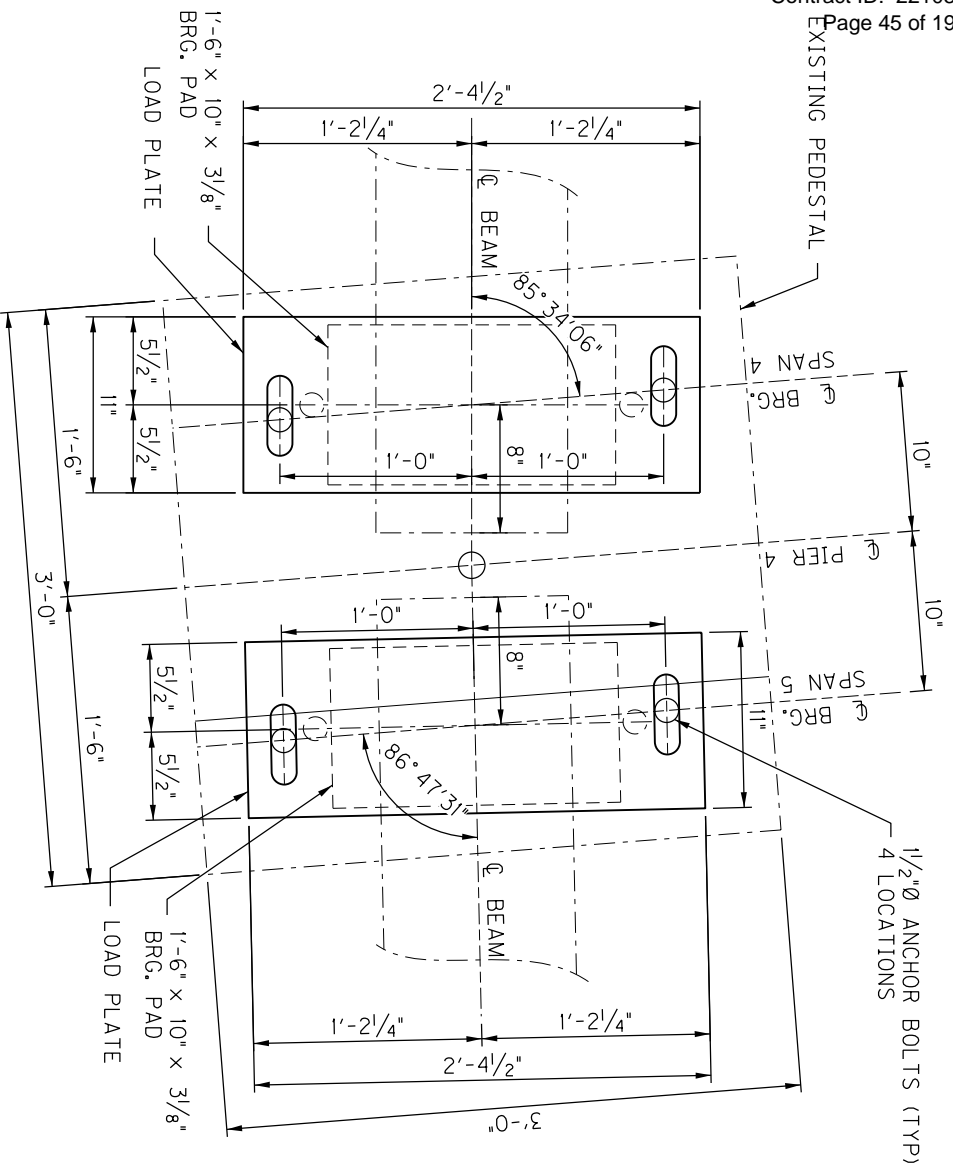 Contract ID: 22108
Page 45 of 19
EXISTING PEDESTAL
1'-6" x 10" x 3 1/8"
BRG. PAD
LOAD PLATE
2'-4 1/2"
1'-2 1/4"
1'-2 1/4"
℄ BEAM
85°34'06"
SPAN 4
℄ BRG.
10"
℄ PIER 4
10"
SPAN 5
℄ BRG.
5 1/2"
5 1/2"
11"
1'-6"
3'-0"
1'-6"
1'-0"
1'-0"
8"
1'-0"
1'-0"
8"
5 1/2"
5 1/2"
11"
86°47'31"
℄ BEAM
1 1/2"Ø ANCHOR BOLTS (TYP)
4 LOCATIONS
1'-6" x 10" x 3 1/8"
BRG. PAD
LOAD PLATE
1'-2 1/4"
1'-2 1/4"
2'-4 1/2"
3'-0"